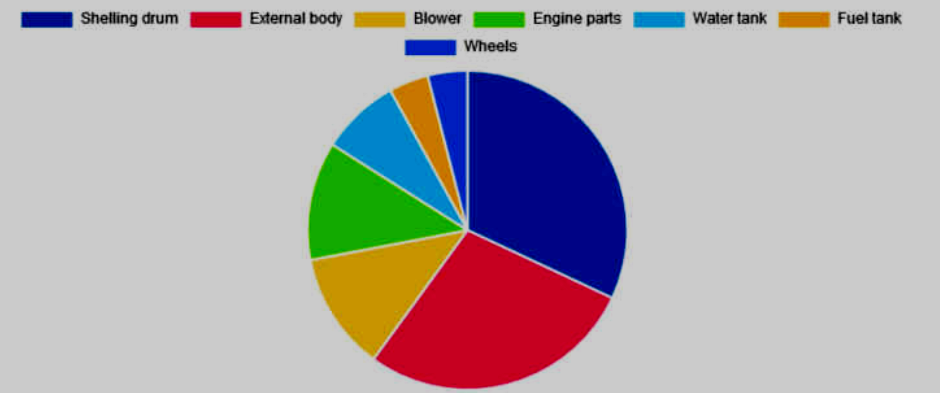 Shelling drum External body Blower Engine parts Water tank Fuel tank
Wheels